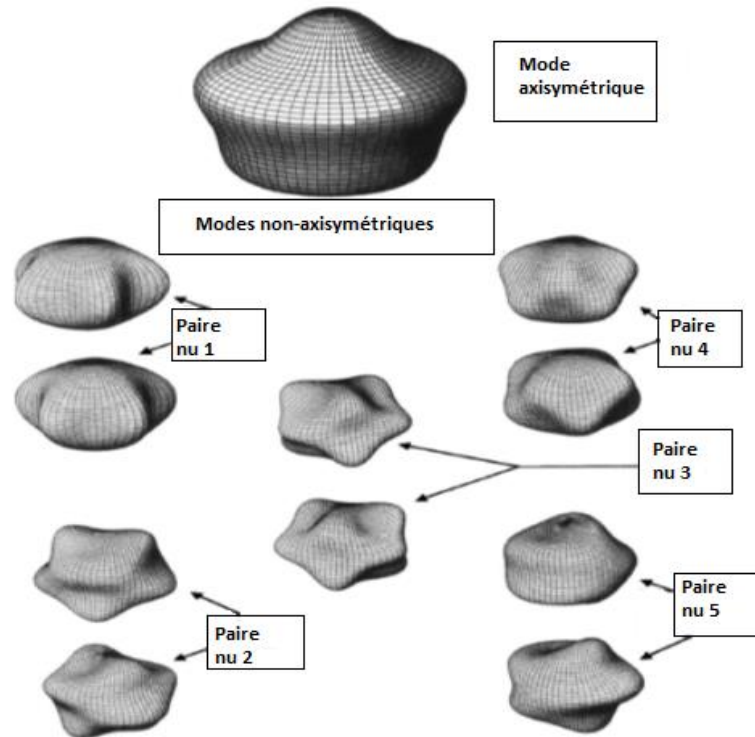 Mode
axisymétrique
Modes non-axisymétriques
Paire
nu 1
Paire
nu 4
Paire
nu 3
Paire
nu 2
Paire
nu 5